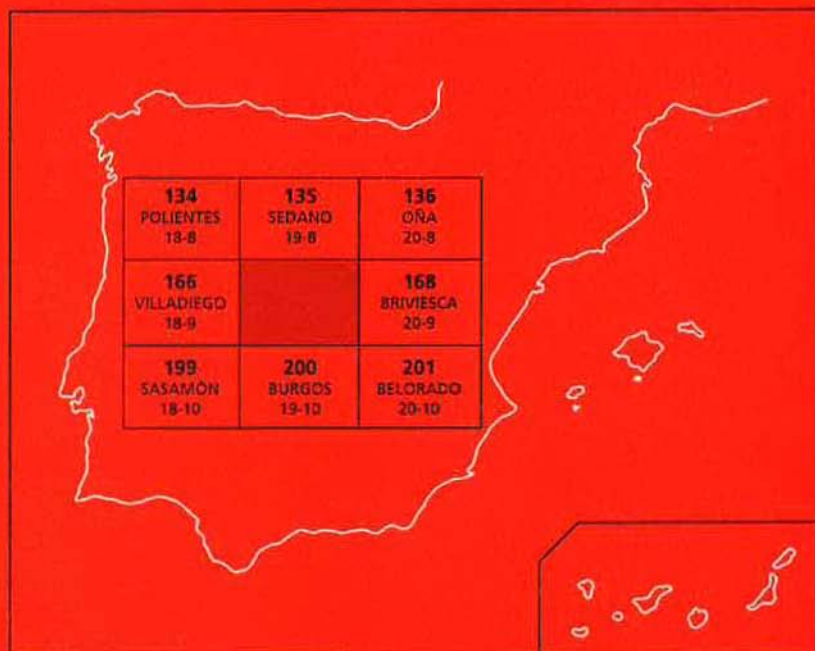 134
POLIENTES
18-8
135
SEDANO
19-8
136
OÑA
20-8
166
VILLADIEGO
18-9
168
BRIVIESCA
20-9
199
SASAMÓN
18-10
200
BURGOS
19-10
201
BELORADO
20-10